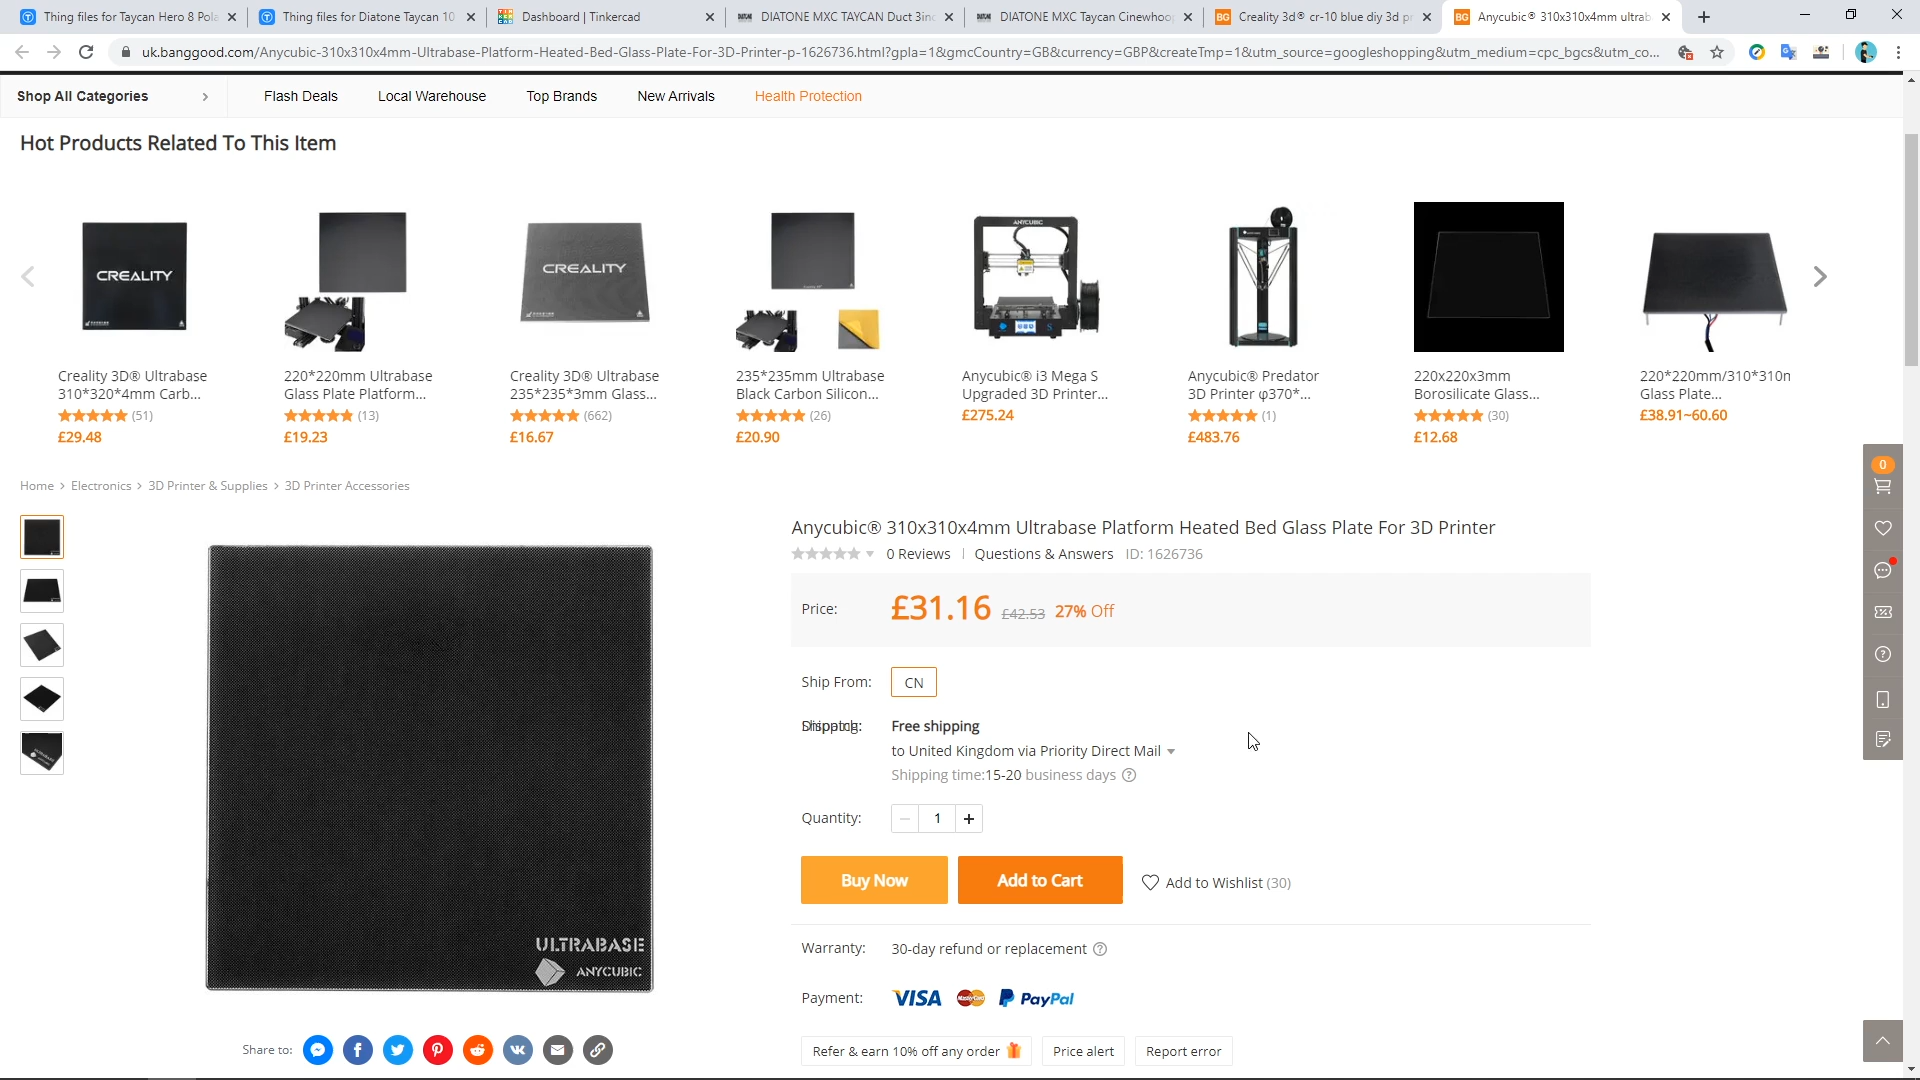 Thing files for Taycan Hero 8 Pola
Thing files for Diatone Taycan 10
Dashboard | Tinkercad
DIATONE MXC TAYCAN Duct 3inc
DIATONE MXC Taycan Cinewhoop
Creality 3d® cr-10 blue diy 3d pr
Anycubic® 310x310x4mm ultrab
uk.banggood.com/Anycubic-310x310x4mm-Ultrabase-Platform-Heated-Bed-Glass-Plate-For-3D-Printer-p-1626736.html?gpla=1&gmcCountry=GB&currency=GBP&createTmp=1&utm_source=googleshopping&utm_medium=cpc_bgcs&utm_co...
Shop All Categories
Flash Deals
Local Warehouse
Top Brands
New Arrivals
Health Protection
Hot Products Related To This Item
CREALITY
CREALITY
ANYCUBIC
Creality 3D® Ultrabase
310*320*4mm Carb...
(51)
£29.48
220*220mm Ultrabase
Glass Plate Platform...
(13)
£19.23
Creality 3D® Ultrabase
235*235*3mm Glass...
(662)
£16.67
235*235mm Ultrabase
Black Carbon Silicon...
(26)
£20.90
Anycubic® i3 Mega S
Upgraded 3D Printer...
£275.24
Anycubic® Predator
3D Printer φ370*...
(1)
£483.76
220x220x3mm
Borosilicate Glass...
(30)
£12.68
220*220mm/310*310n
Glass Plate...
£38.91~60.60
0
Home > Electronics > 3D Printer & Supplies > 3D Printer Accessories
ULTRABASE
ANYCUBIC
Anycubic® 310x310x4mm Ultrabase Platform Heated Bed Glass Plate For 3D Printer
0 Reviews | Questions & Answers ID: 1626736
Price: £31.16 £42.53 27% Off
Ship From: CN
Free shipping
to United Kingdom via Priority Direct Mail
Shipping time:15-20 business days
Quantity: 1
Buy Now
Add to Cart
Add to Wishlist (30)
Warranty: 30-day refund or replacement
Payment: VISA MasterCard PayPal
Share to:
Refer & earn 10% off any order
Price alert
Report error